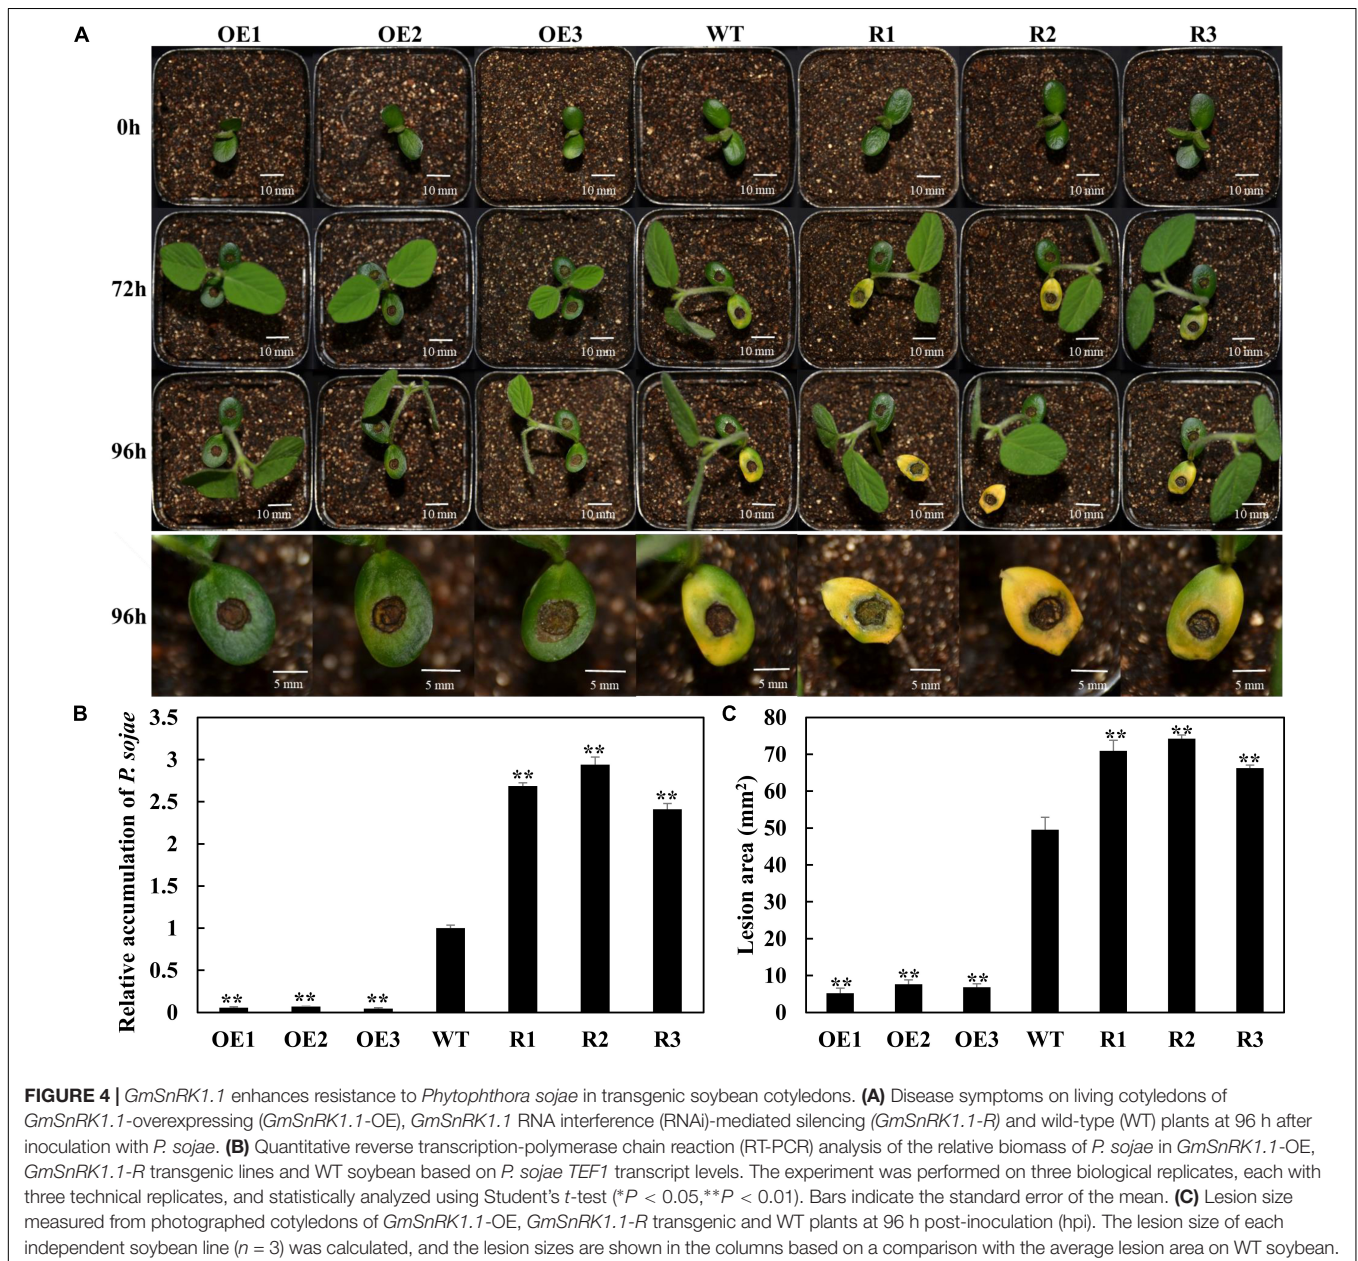 A
OE1 OE2 OE3 WT R1 R2 R3
0h
10 mm 10 mm 10 mm 10 mm 10 mm 10 mm 10 mm
72h
10 mm 10 mm 10 mm 10 mm 10 mm 10 mm 10 mm
96h
10 mm 10 mm 10 mm 10 mm 10 mm 10 mm 10 mm
96h
5 mm 5 mm 5 mm 5 mm 5 mm 5 mm 5 mm
B
Relative accumulation of P. sojae
3.5
3
2.5
2
1.5
1
0.5
0
** ** ** ** ** **
OE1 OE2 OE3 WT R1 R2 R3
C
Lesion area (mm²)
80
70
60
50
40
30
20
10
0
** ** ** ** ** **
OE1 OE2 OE3 WT R1 R2 R3
FIGURE 4 | GmSnRK1.1 enhances resistance to Phytophthora sojae in transgenic soybean cotyledons. (A) Disease symptoms on living cotyledons of
GmSnRK1.1-overexpressing (GmSnRK1.1-OE), GmSnRK1.1 RNA interference (RNAi)-mediated silencing (GmSnRK1.1-R) and wild-type (WT) plants at 96 h after
inoculation with P. sojae. (B) Quantitative reverse transcription-polymerase chain reaction (RT-PCR) analysis of the relative biomass of P. sojae in GmSnRK1.1-OE,
GmSnRK1.1-R transgenic lines and WT soybean based on P. sojae TEF1 transcript levels. The experiment was performed on three biological replicates, each with
three technical replicates, and statistically analyzed using Student's t-test (*P < 0.05,**P < 0.01). Bars indicate the standard error of the mean. (C) Lesion size
measured from photographed cotyledons of GmSnRK1.1-OE, GmSnRK1.1-R transgenic and WT plants at 96 h post-inoculation (hpi). The lesion size of each
independent soybean line (n = 3) was calculated, and the lesion sizes are shown in the columns based on a comparison with the average lesion area on WT soybean.